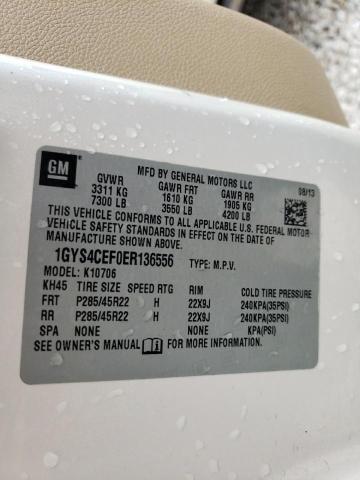 GM
MFD BY GENERAL MOTORS LLC
08/13
GVWR GAWR FRT GAWR RR
3311 KG 1610 KG 1905 KG
7300 LB 3550 LB 4200 LB
THIS VEHICLE CONFORMS TO ALL APPLICABLE U.S. FEDERAL MOTOR
VEHICLE SAFETY STANDARDS IN EFFECT ON THE DATE OF
MANUFACTURE SHOWN ABOVE.
1GYS4CEF0ER136556 TYPE: M.P.V.
MODEL: K10706
KH45 TIRE SIZE SPEED RTG RIM COLD TIRE PRESSURE
FRT P285/45R22 H 22X9J 240KPA(35PSI)
RR P285/45R22 H 22X9J 240KPA(35PSI)
SPA NONE NONE KPA(PSI)
SEE OWNER'S MANUAL FOR MORE INFORMATION